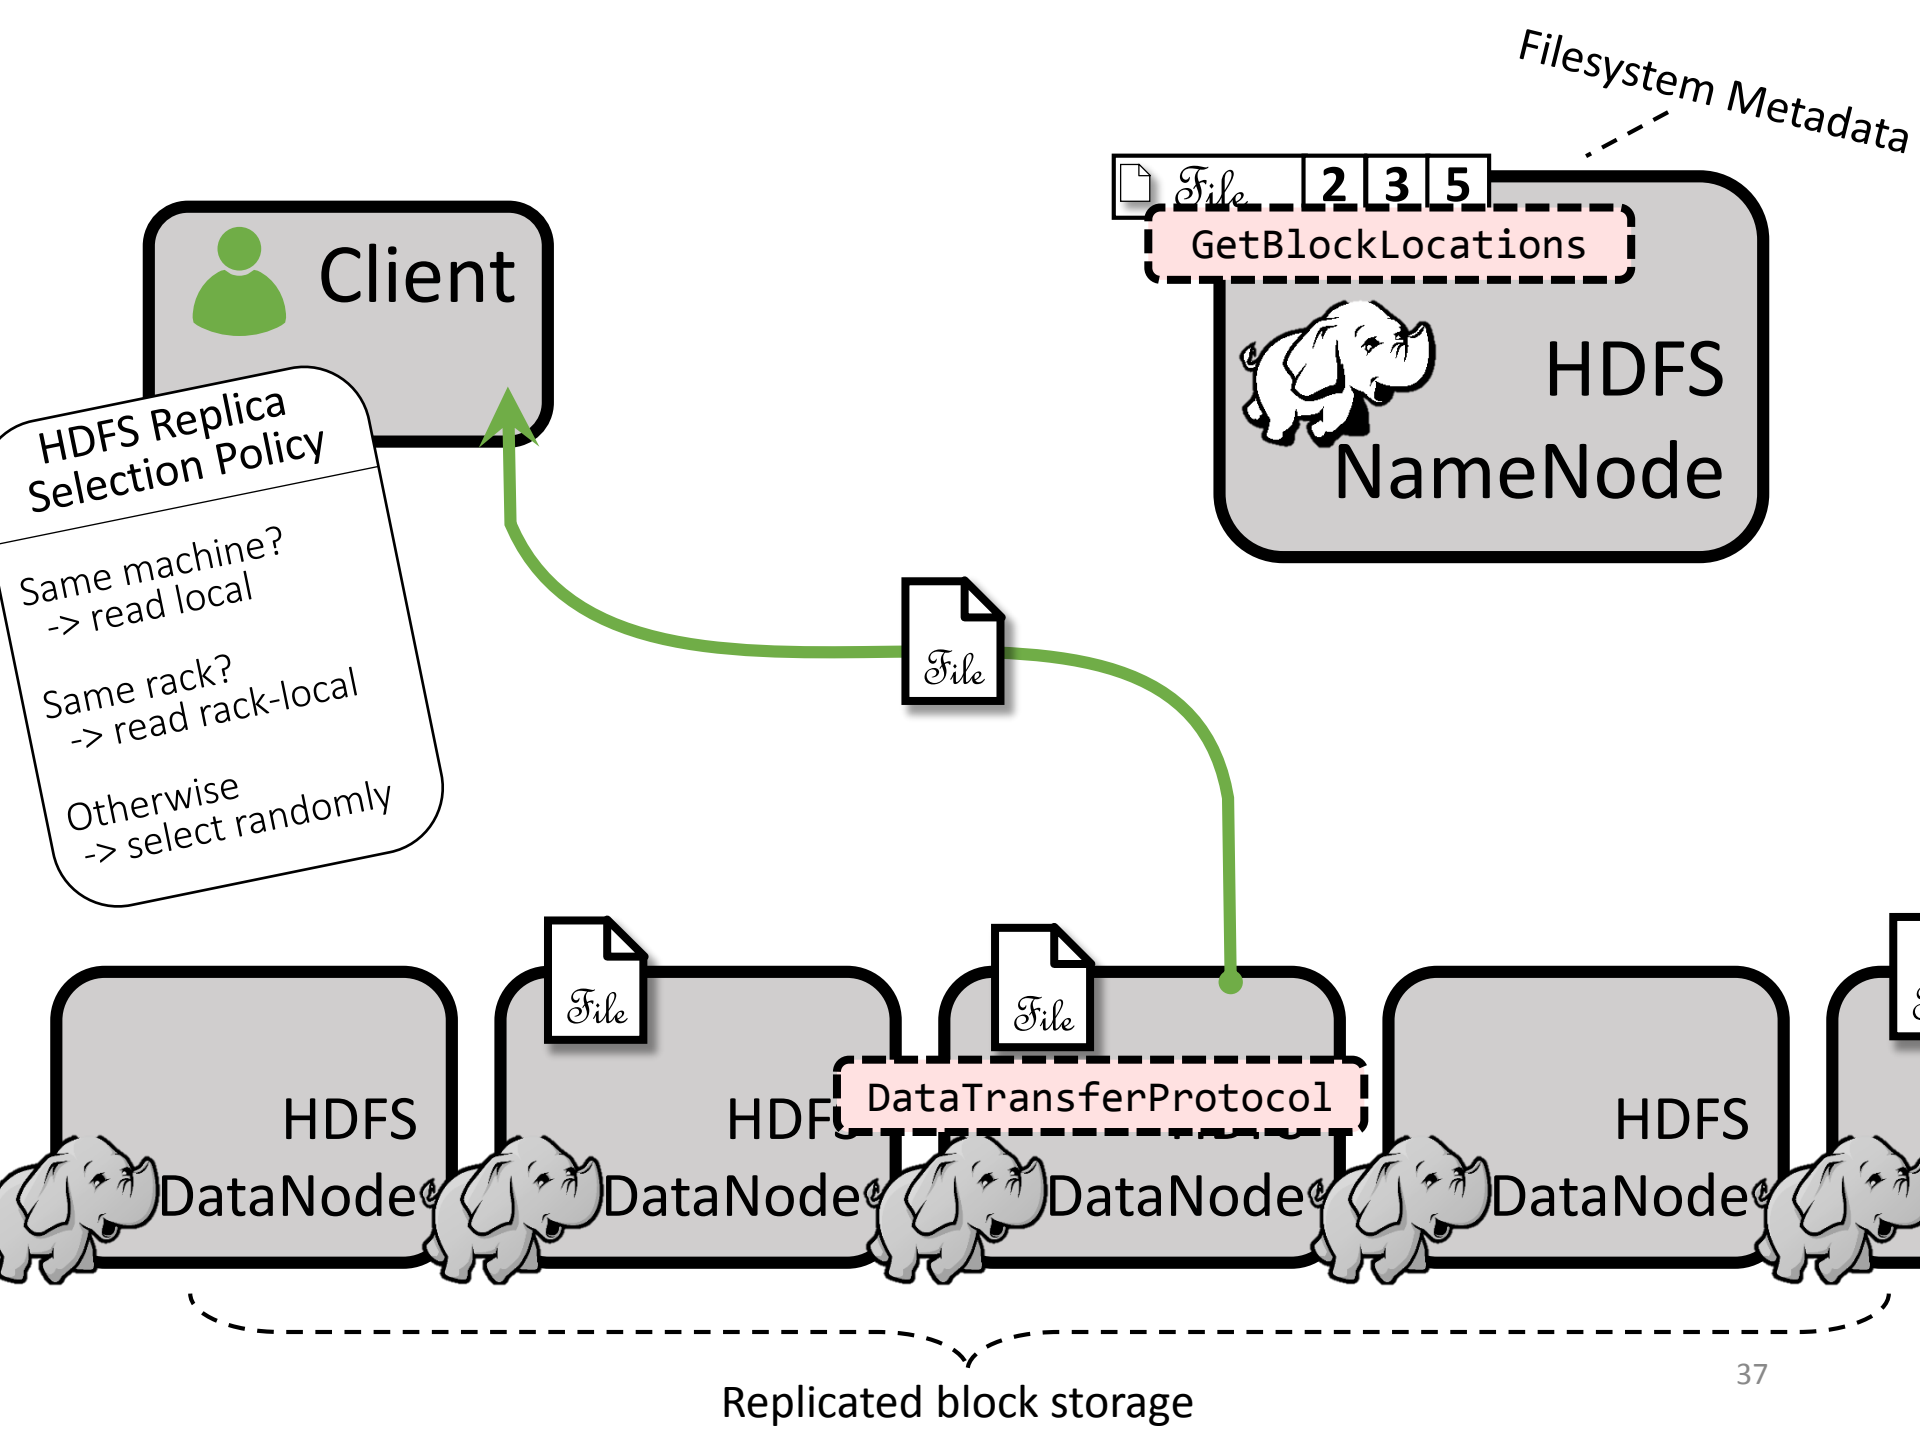 Filesystem Metadata
File 2 3 5
GetBlockLocations
Client
HDFS
NameNode
HDFS Replica
Selection Policy
Same machine?
-> read local
Same rack?
-> read rack-local
Otherwise
-> select randomly
File
File
File
DataTransferProtocol
HDFS
DataNode
HDFS
DataNode
HDFS
DataNode
HDFS
DataNode
Replicated block storage
37